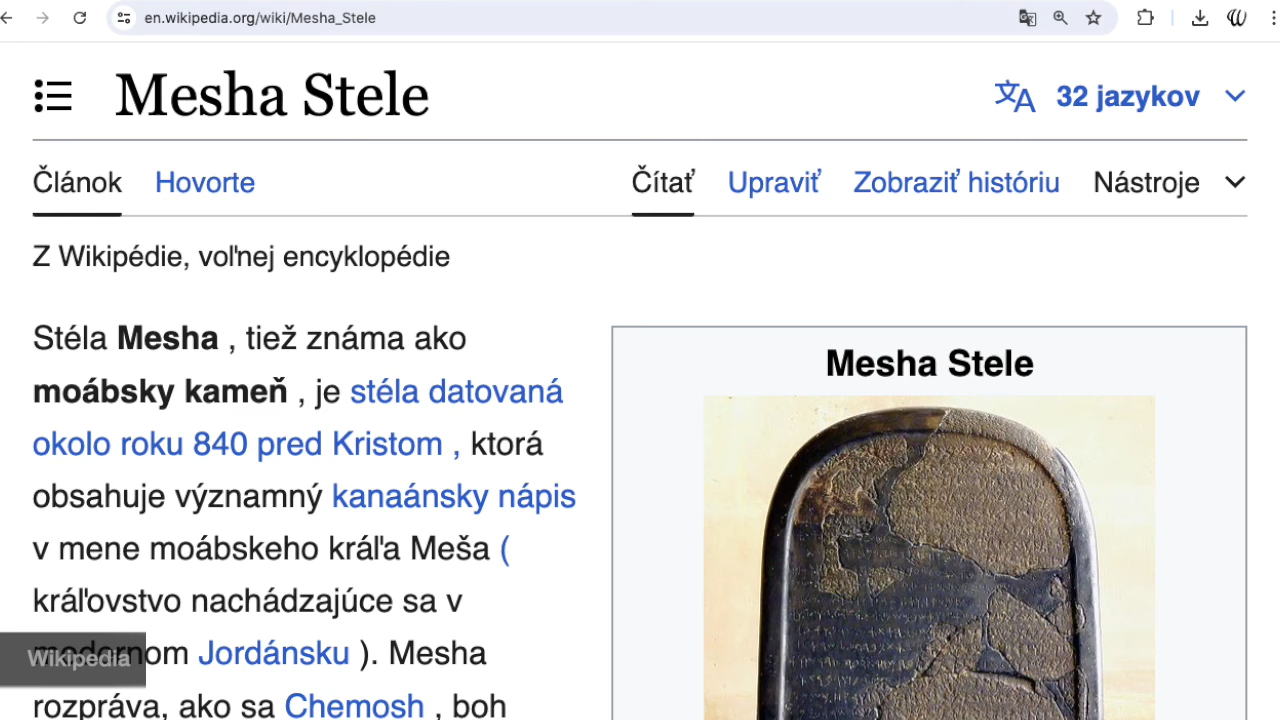 en.wikipedia.org/wiki/Mesha_Stele
Mesha Stele
32 jazykov
Článok Hovorte Čítať Upraviť Zobraziť históriu Nástroje
Z Wikipédie, voľnej encyklopédie
Stéla Mesha , tiež známa ako
moábsky kameň , je stéla datovaná
okolo roku 840 pred Kristom , ktorá
obsahuje významný kanaánsky nápis
v mene moábskeho kráľa Meša (
kráľovstvo nachádzajúce sa v
modernom Jordánsku ). Mesha
rozpráva, ako sa Chemosh , boh
Mesha Stele
Wikipedia